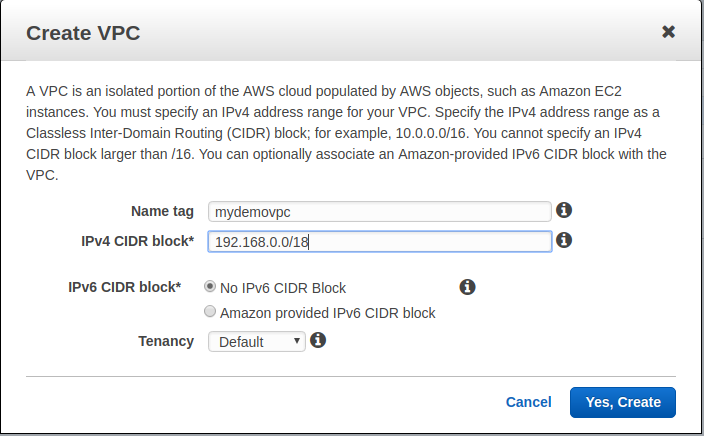 Create VPC
A VPC is an isolated portion of the AWS cloud populated by AWS objects, such as Amazon EC2
instances. You must specify an IPv4 address range for your VPC. Specify the IPv4 address range as a
Classless Inter-Domain Routing (CIDR) block; for example, 10.0.0.0/16. You cannot specify an IPv4
CIDR block larger than /16. You can optionally associate an Amazon-provided IPv6 CIDR block with the
VPC.
Name tag mydemovpc
IPv4 CIDR block* 192.168.0.0/18
IPv6 CIDR block* No IPv6 CIDR Block
Amazon provided IPv6 CIDR block
Tenancy Default
Cancel Yes, Create